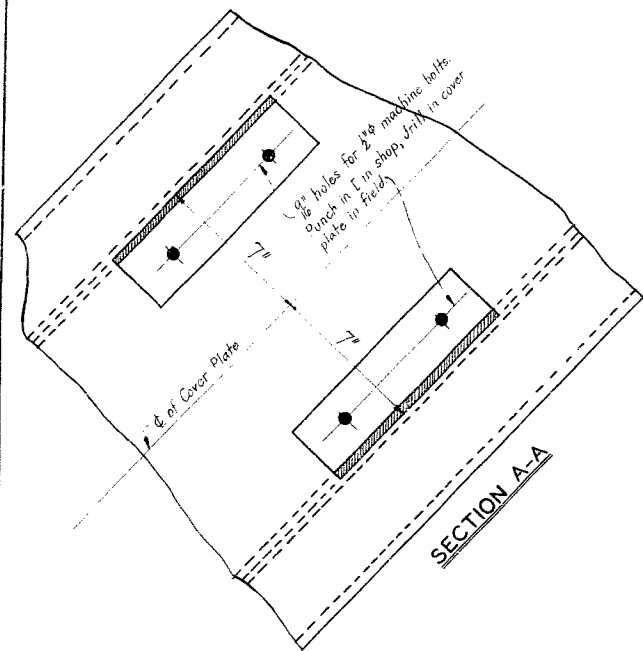 9/16" holes for 1/2"φ machine bolts.
Punch in [ in shop, drill in cover
plate in field
7"
7"
℄ of Cover Plate
SECTION A-A